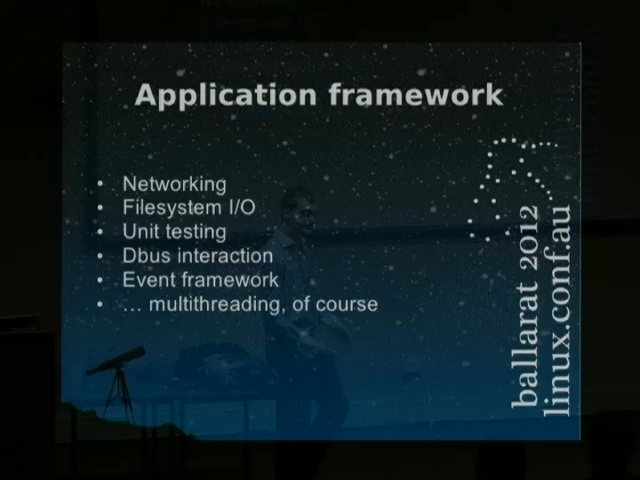 Application framework
• Networking
• Filesystem I/O
• Unit testing
• Dbus interaction
• Event framework
• … multithreading, of course
ballarat 2012
linux.conf.au